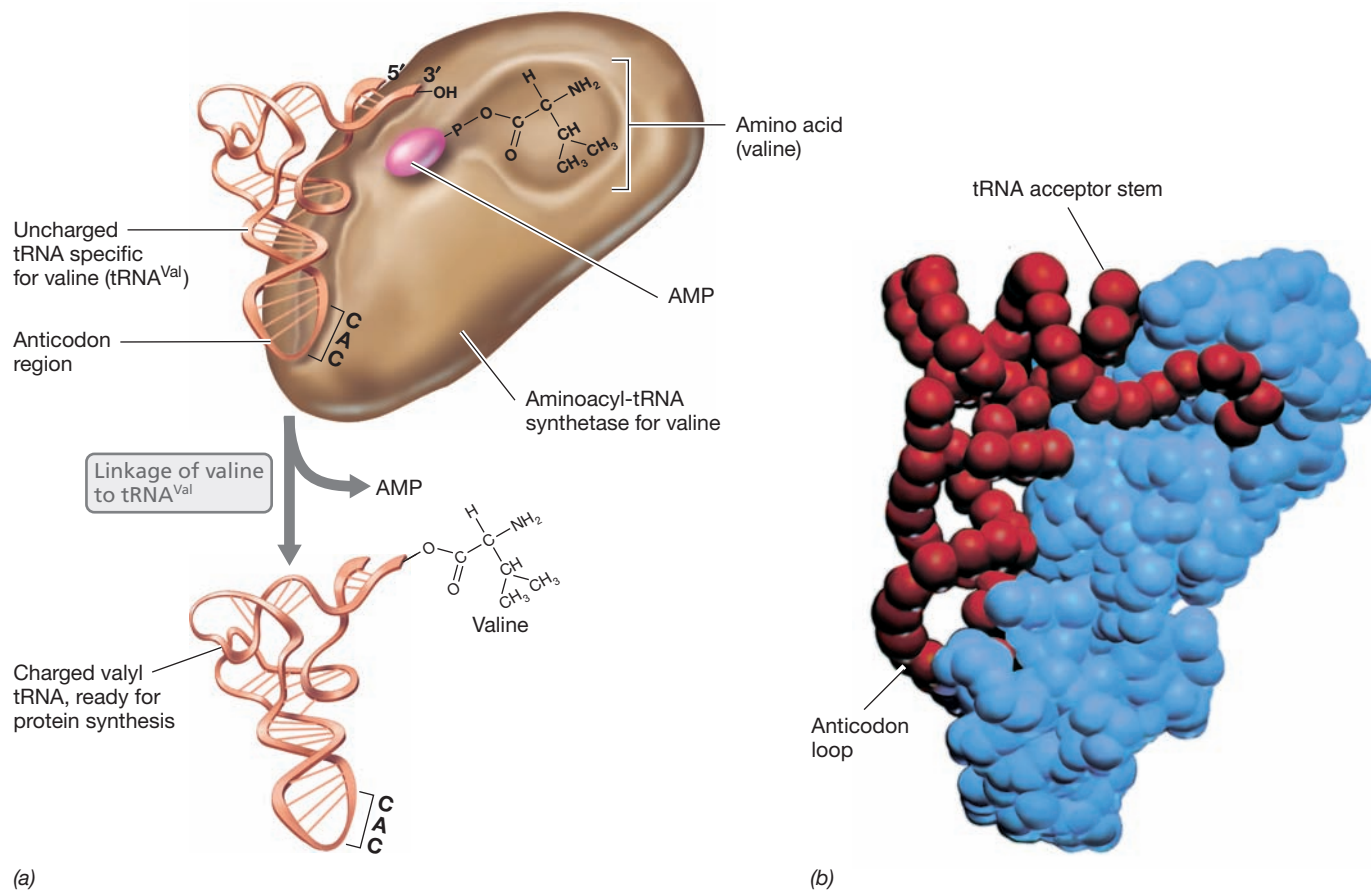 5′ 3′
OH
H
NH₂
P
O
C
C
O
CH
CH₃
CH₃
Amino acid
(valine)
Uncharged
tRNA specific
for valine (tRNAVal)
AMP
Anticodon
region
C
A
C
Aminoacyl-tRNA
synthetase for valine
Linkage of valine
to tRNAVal
AMP
H
NH₂
O
C
C
O
CH
CH₃
CH₃
Valine
Charged valyl
tRNA, ready for
protein synthesis
C
A
C
(a)
tRNA acceptor stem
Anticodon
loop
(b)